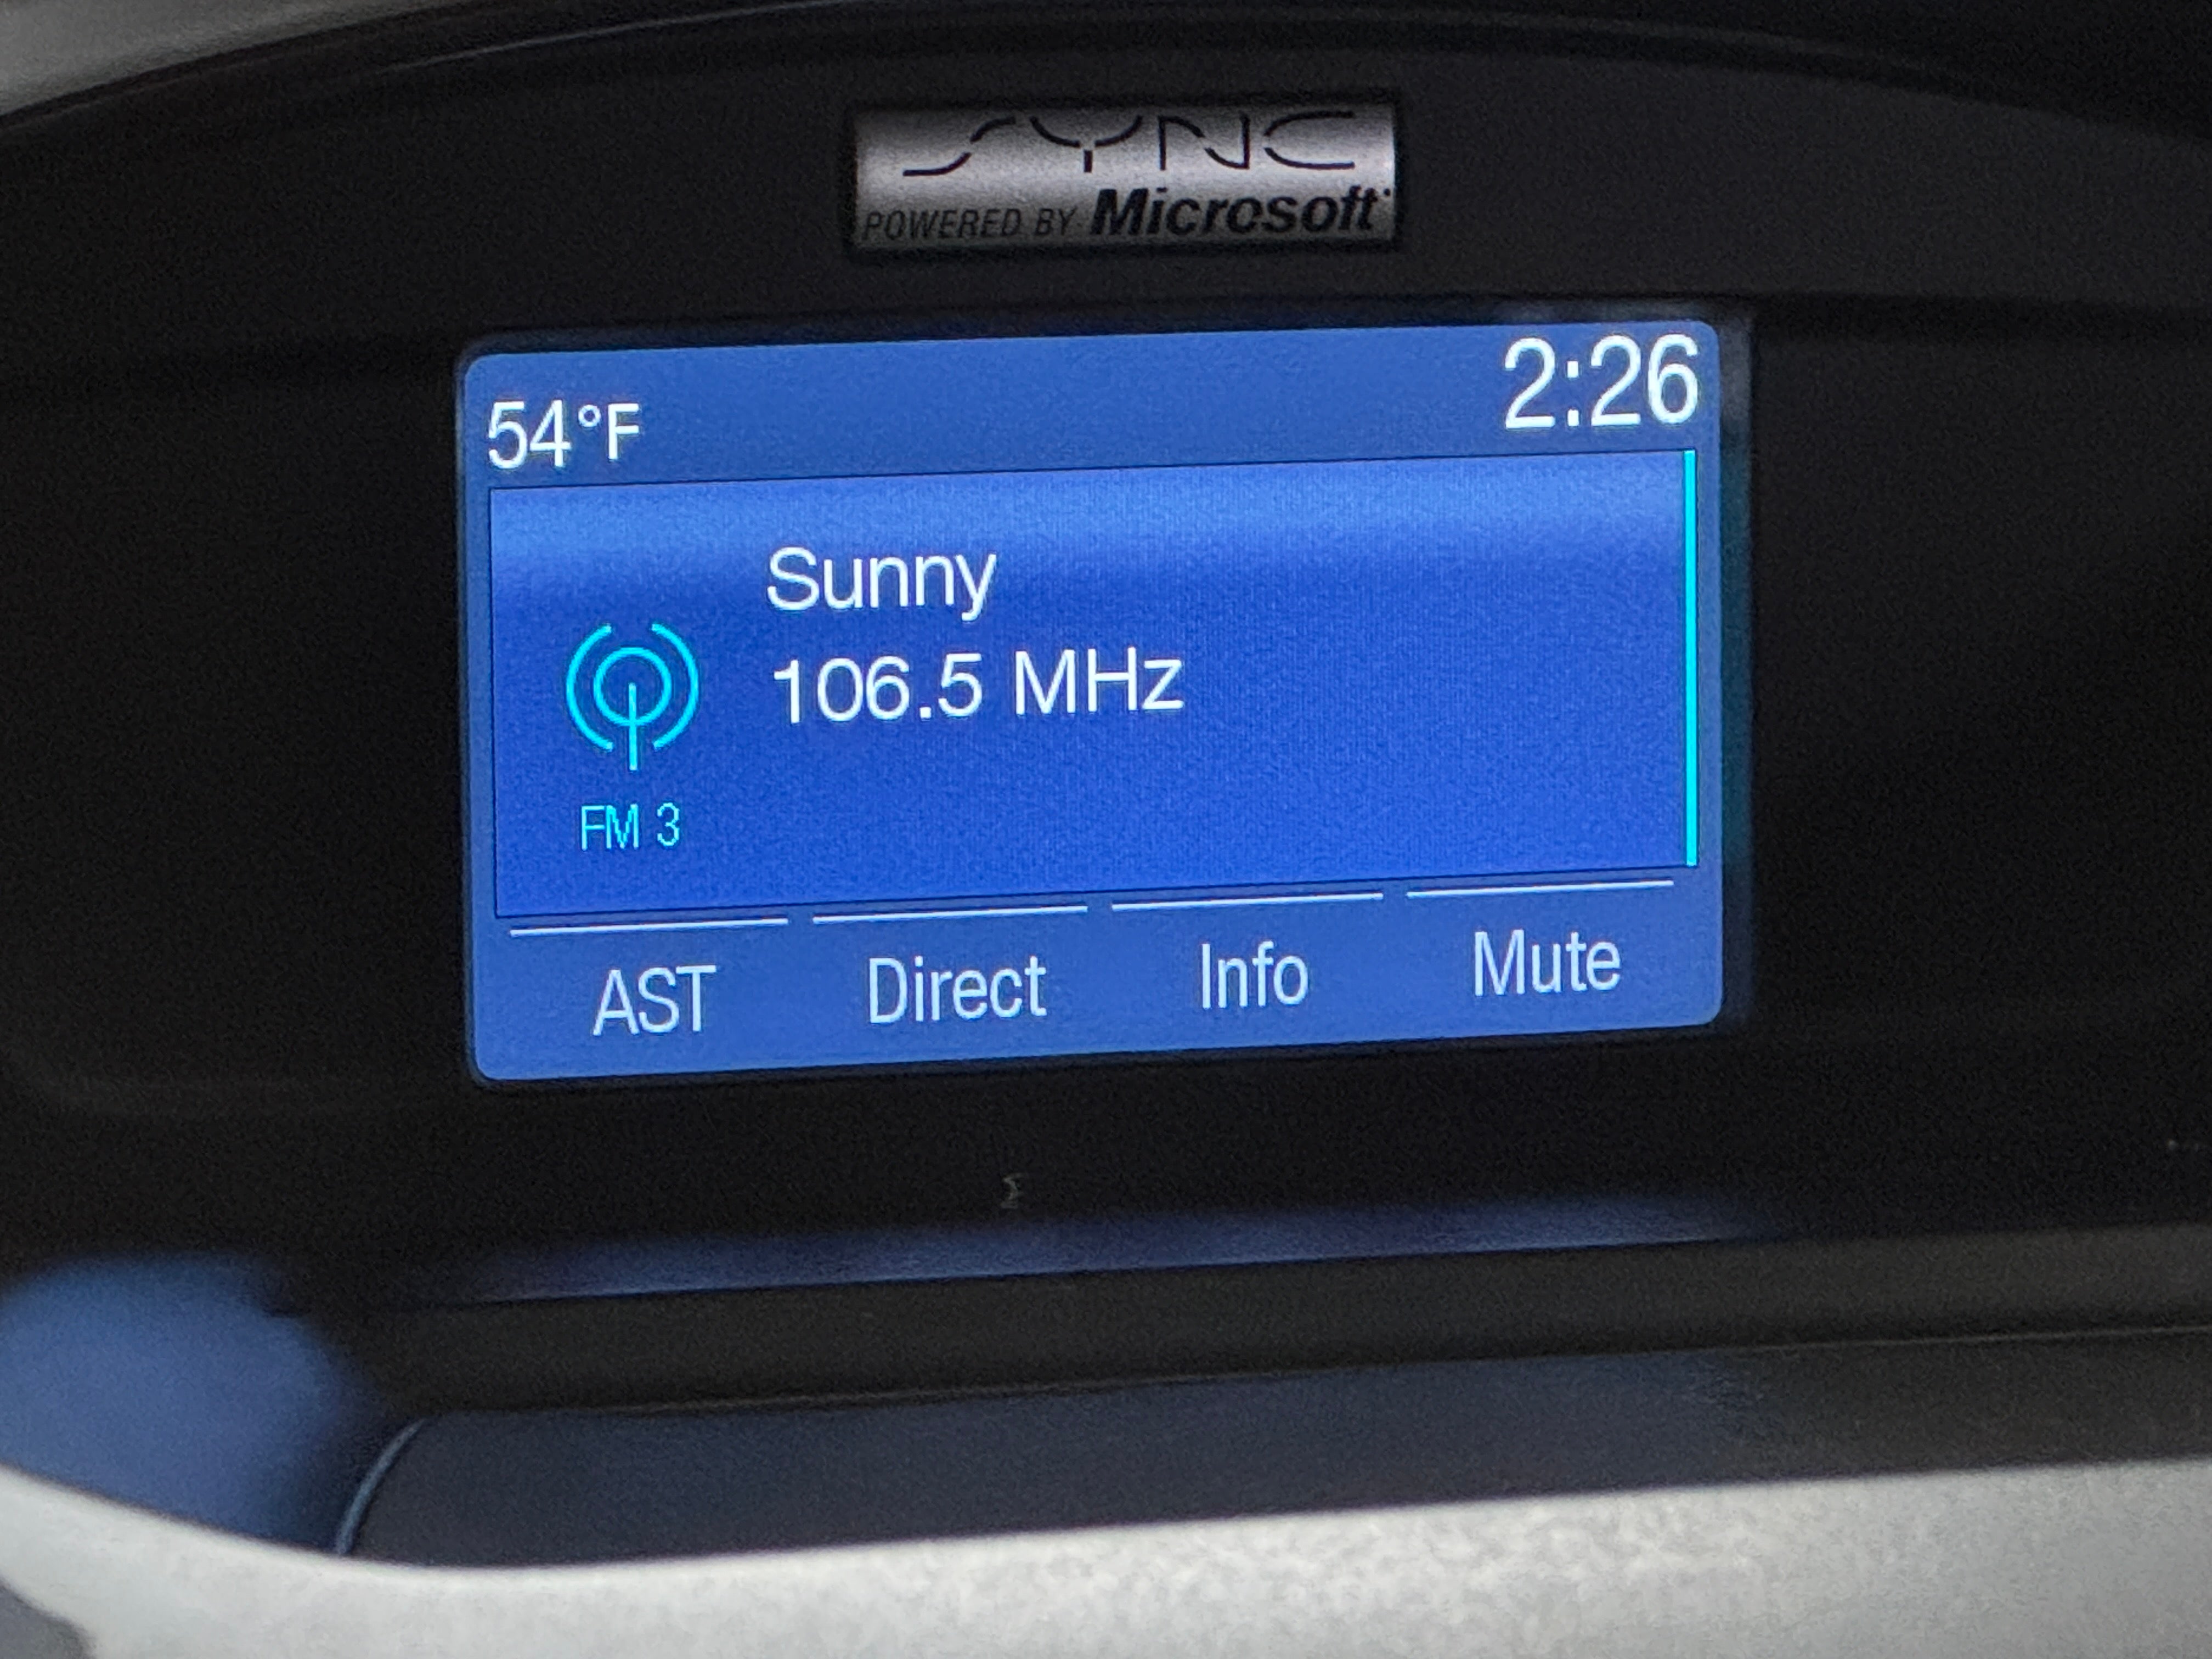 SYNC
POWERED BY Microsoft
54°F
2:26
Sunny
106.5 MHz
FM 3
AST
Direct
Info
Mute